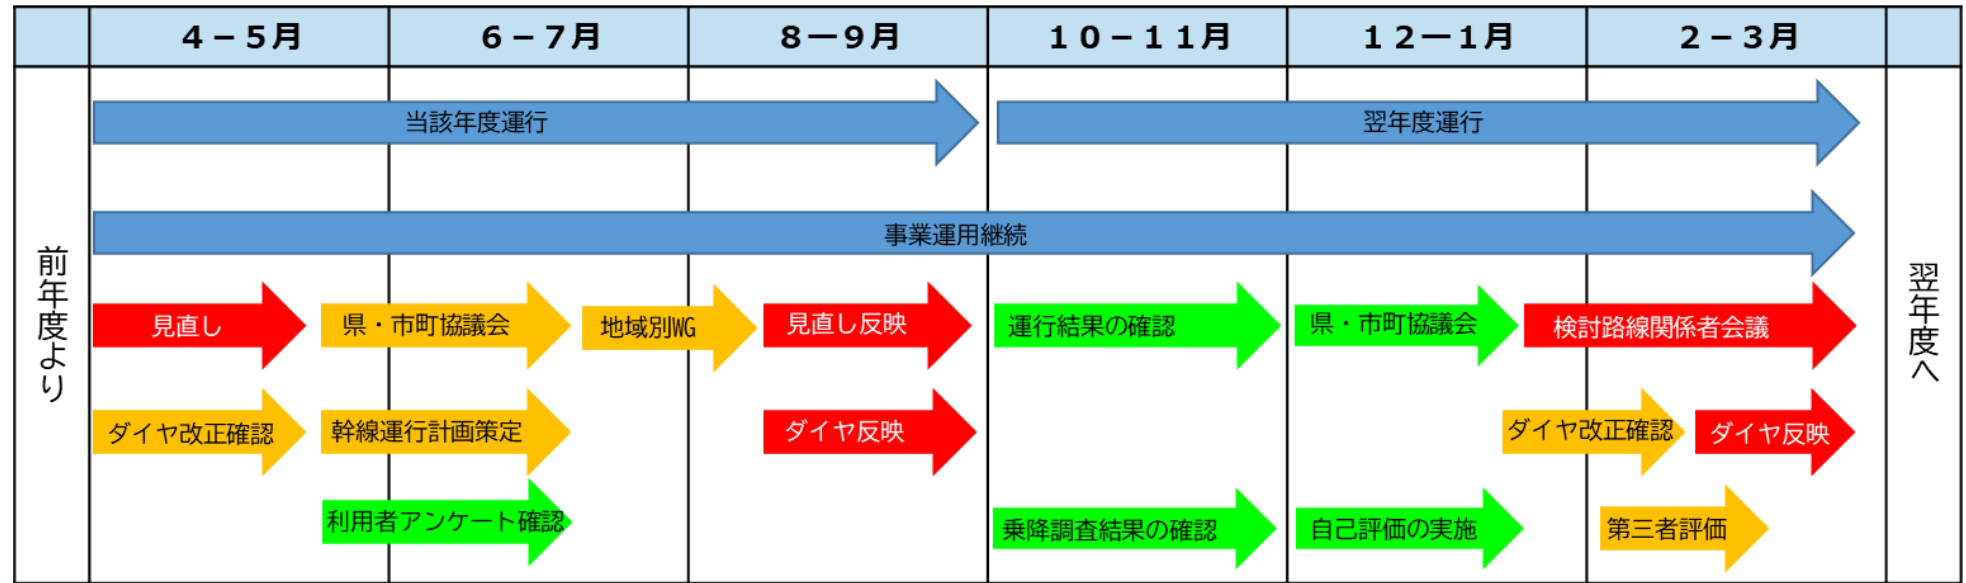 ４－５月
６－７月
８ー９月
１０－１１月
１２ー１月
２－３月
前年度より
当該年度運行
翌年度運行
事業運用継続
見直し
県・市町協議会
地域別WG
見直し反映
運行結果の確認
県・市町協議会
検討路線関係者会議
ダイヤ改正確認
幹線運行計画策定
ダイヤ反映
ダイヤ改正確認
ダイヤ反映
利用者アンケート確認
乗降調査結果の確認
自己評価の実施
第三者評価
翌年度へ